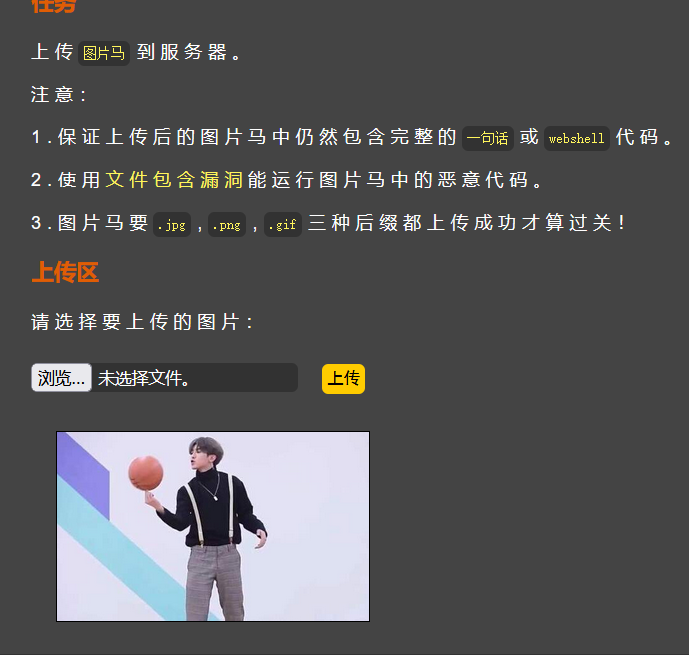 任务
上传 图片马 到服务器。
注意：
1.保证上传后的图片马中仍然包含完整的 一句话 或 webshell 代码。
2.使用文件包含漏洞能运行图片马中的恶意代码。
3.图片马要 .jpg , .png , .gif 三种后缀都上传成功才算过关！
上传区
请选择要上传的图片：
浏览… 未选择文件。 上传